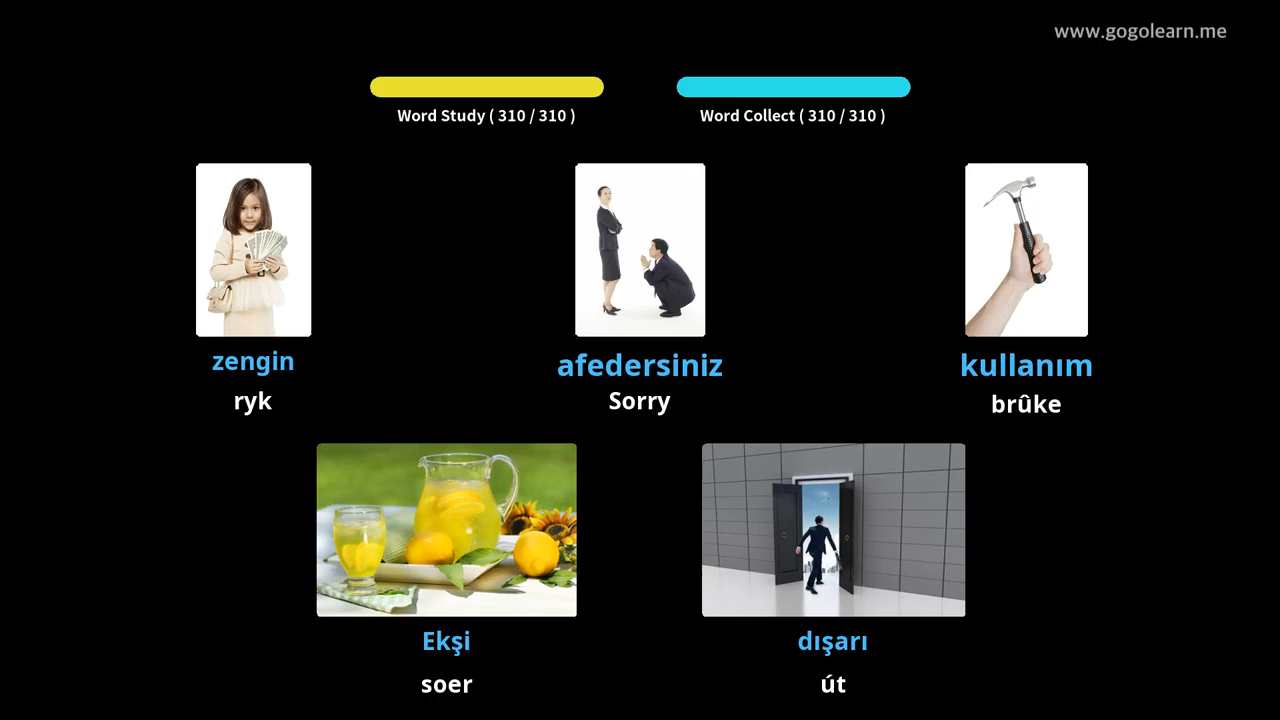 www.gogolearn.me
Word Study ( 310 / 310 )
Word Collect ( 310 / 310 )
zengin
afedersiniz
kullanım
ryk
Sorry
brûke
Ekşi
dışarı
soer
út